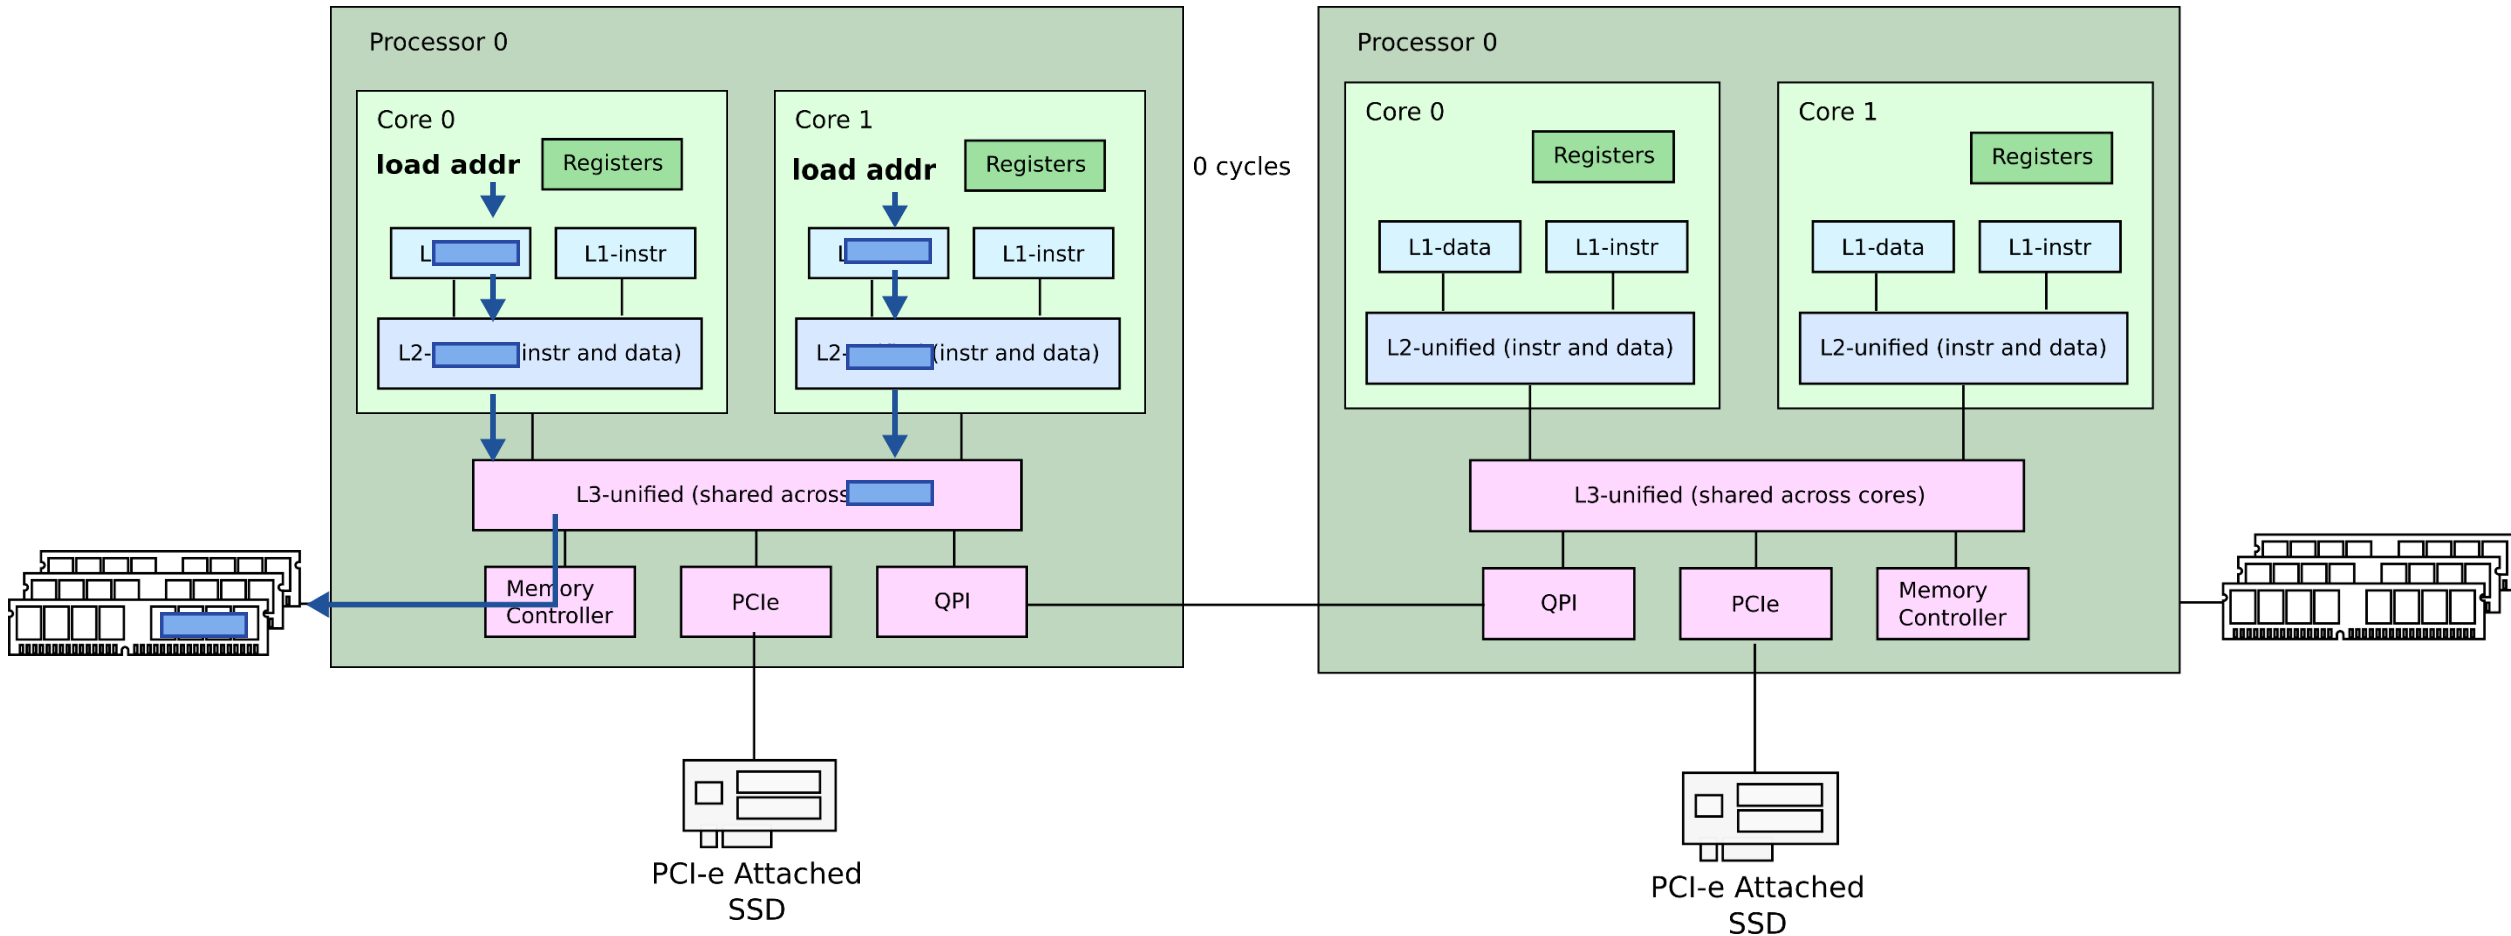 Processor 0
Core 0
load addr
Registers
L
L1-instr
L2-
instr and data)
Core 1
load addr
Registers
L1-instr
L2-
(instr and data)
L3-unified (shared across
Memory
Controller
PCIe
QPI
PCI-e Attached
SSD
0 cycles
Processor 0
Core 0
Registers
L1-data
L1-instr
L2-unified (instr and data)
Core 1
Registers
L1-data
L1-instr
L2-unified (instr and data)
L3-unified (shared across cores)
QPI
PCIe
Memory
Controller
PCI-e Attached
SSD